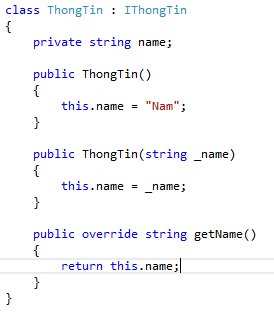 class ThongTin : IThongTin
{
    private string name;

    public ThongTin()
    {
        this.name = "Nam";
    }

    public ThongTin(string _name)
    {
        this.name = _name;
    }

    public override string getName()
    {
        return this.name;
    }
}